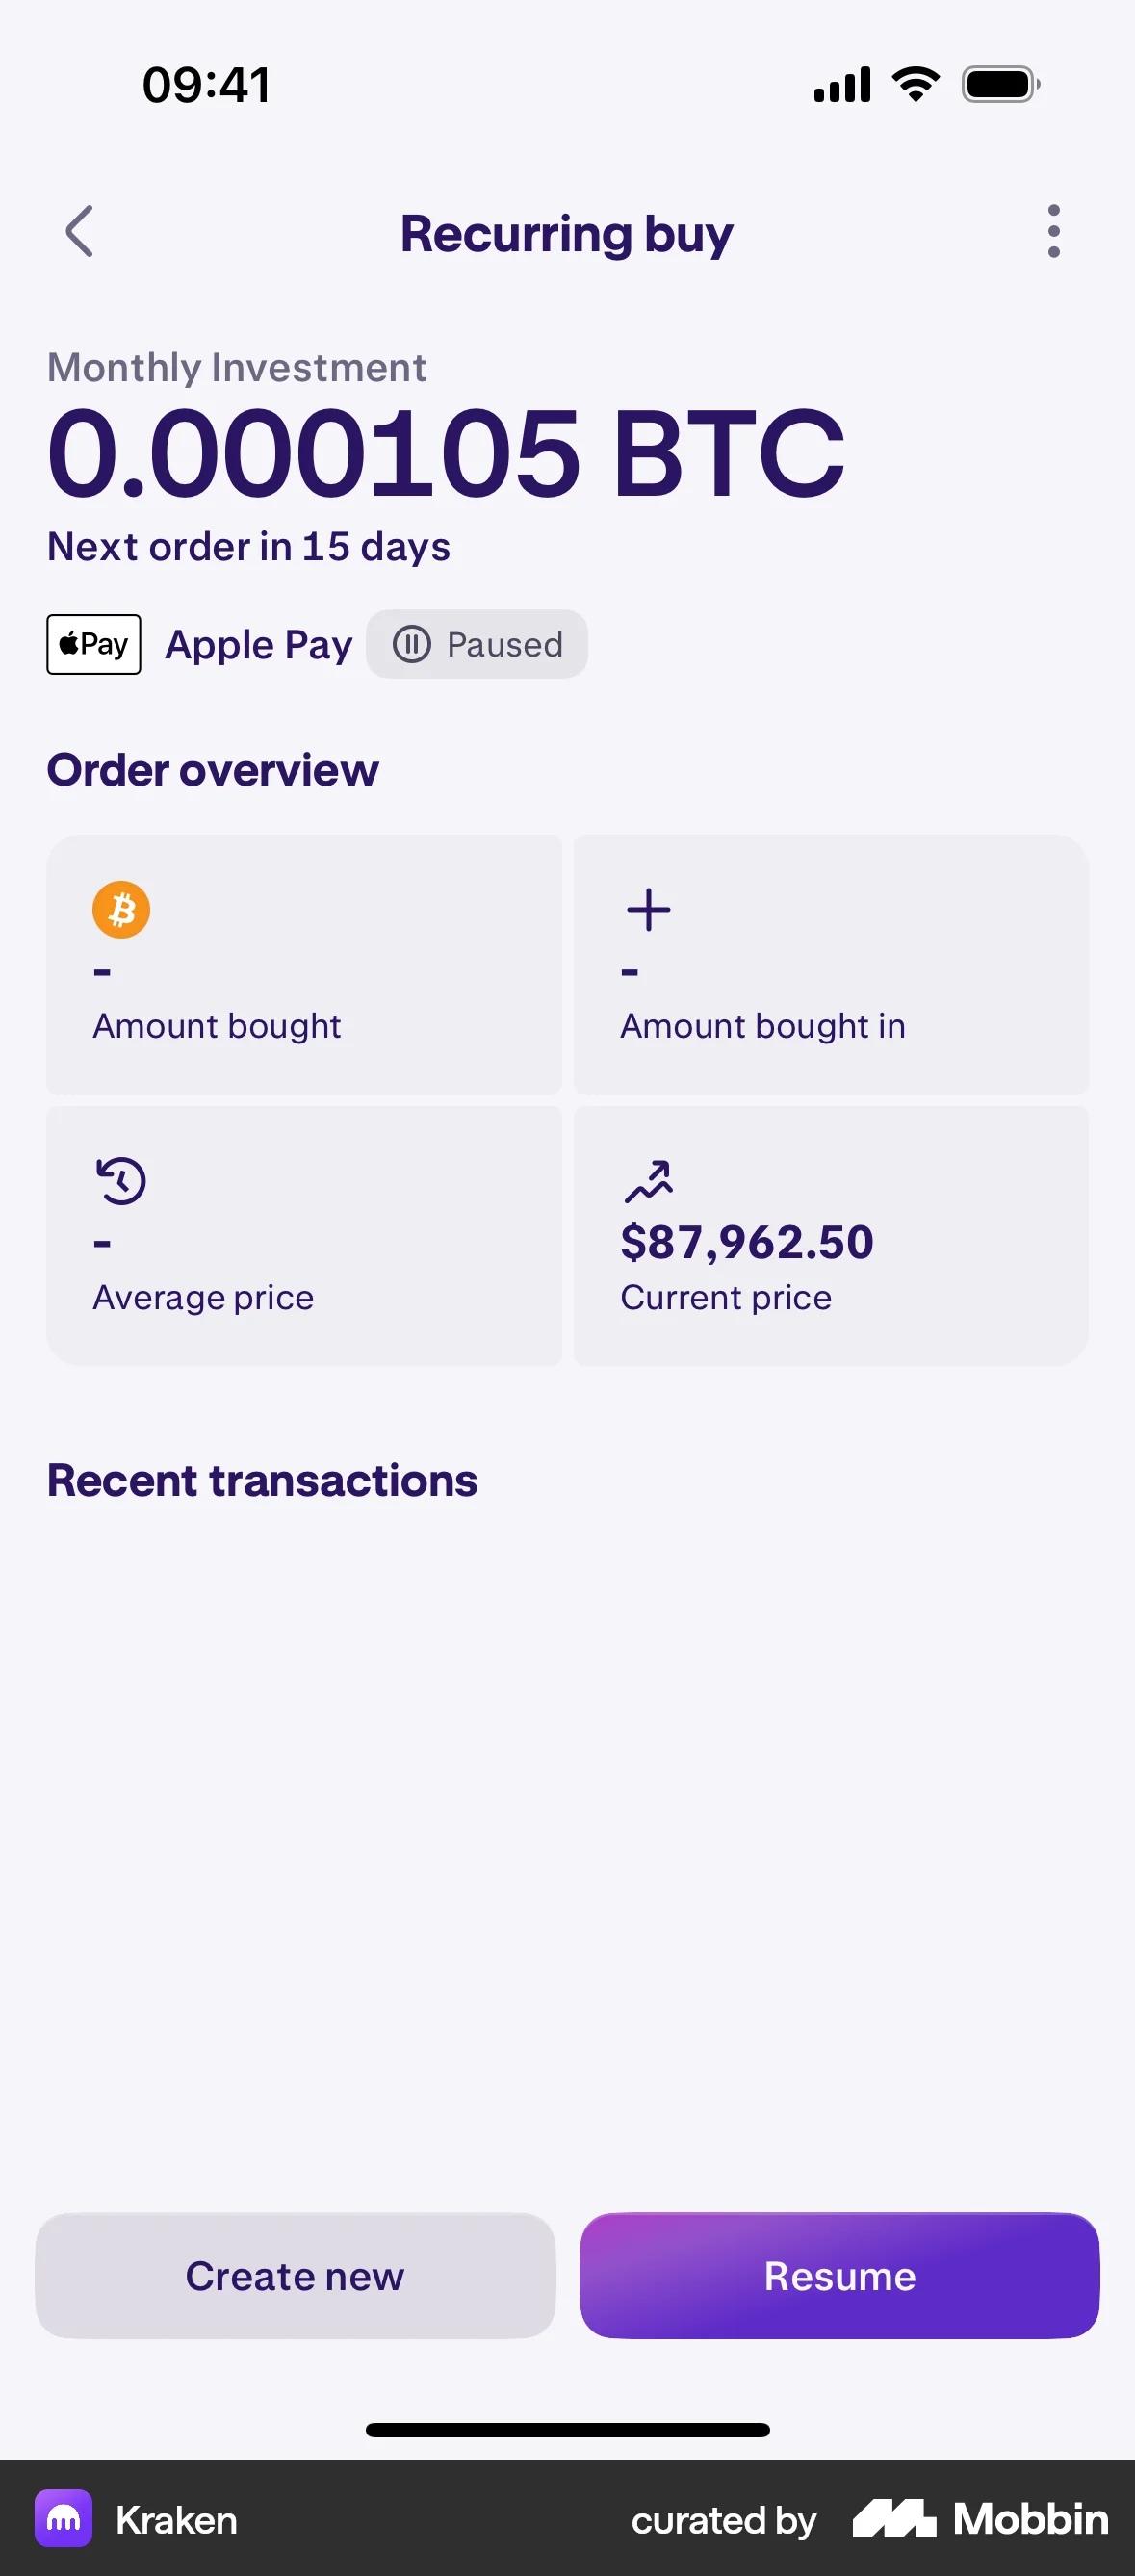 09:41
Recurring buy
Monthly Investment
0.000105 BTC
Next order in 15 days
Pay Apple Pay Paused
Order overview
-
Amount bought
-
Amount bought in
-
Average price
$87,962.50
Current price
Recent transactions
Create new
Resume
Kraken
curated by Mobbin